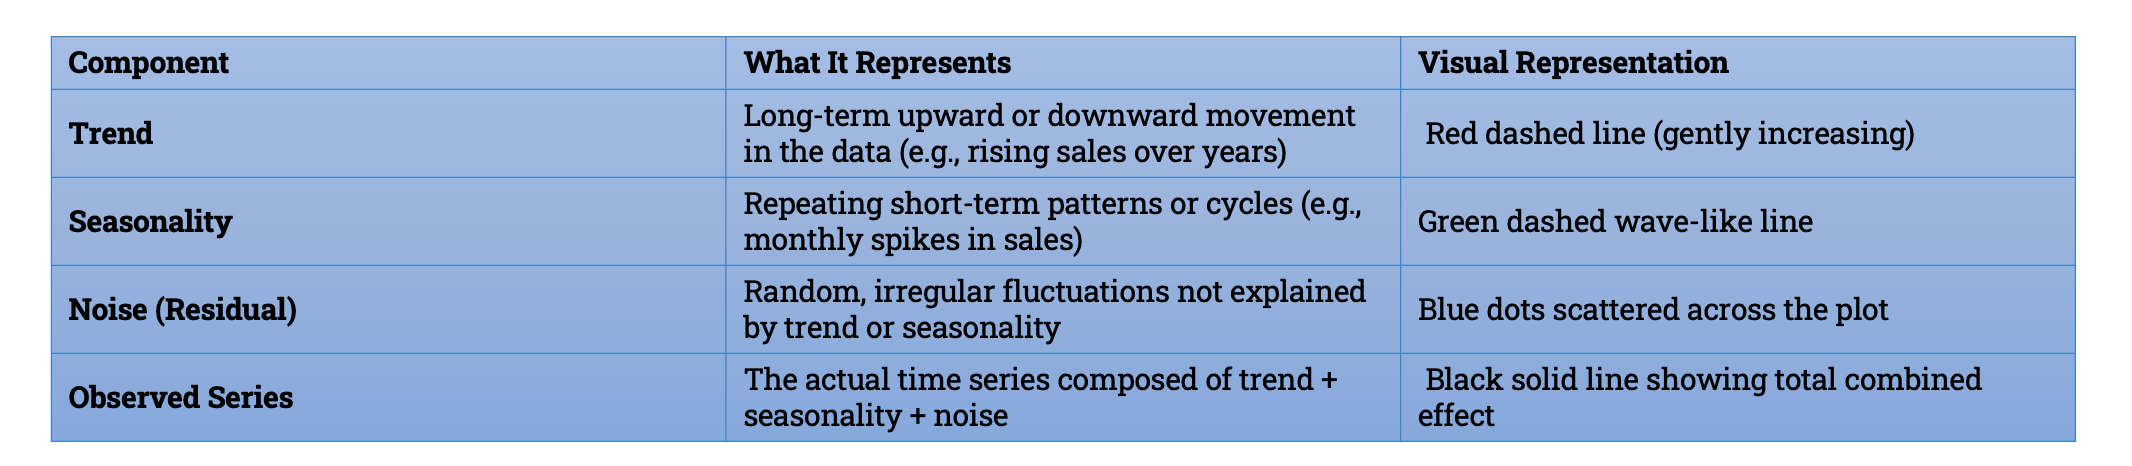 Component
What It Represents
Visual Representation
Trend
Long-term upward or downward movement
in the data (e.g., rising sales over years)
Red dashed line (gently increasing)
Seasonality
Repeating short-term patterns or cycles (e.g.,
monthly spikes in sales)
Green dashed wave-like line
Noise (Residual)
Random, irregular fluctuations not explained
by trend or seasonality
Blue dots scattered across the plot
Observed Series
The actual time series composed of trend +
seasonality + noise
Black solid line showing total combined
effect